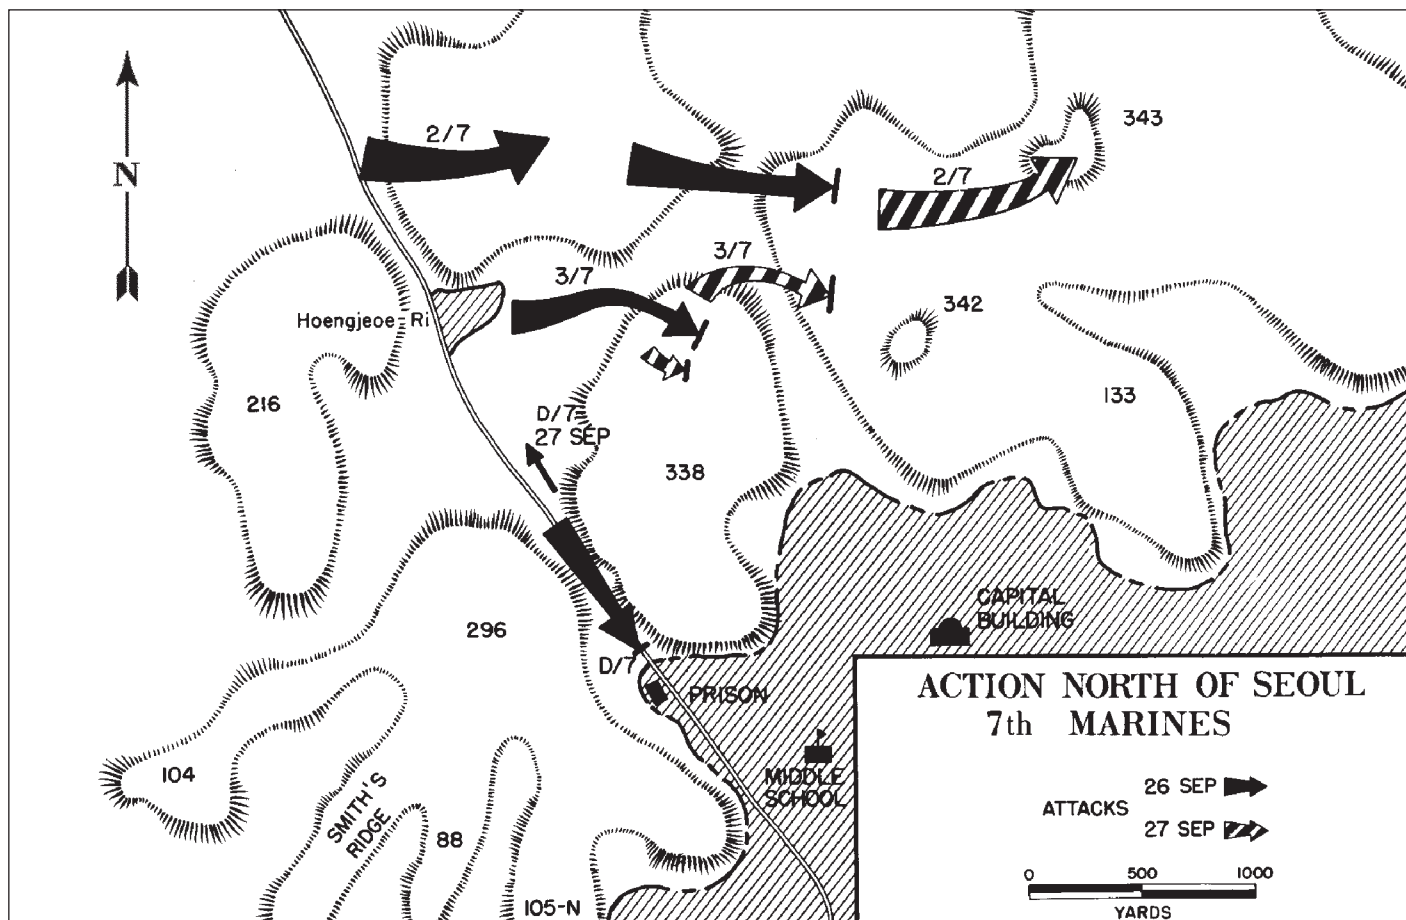 2/7
343
N
2/7
3/7
3/7
342
Hoengjeoe-Ri
216
133
D/7
27 SEP
338
CAPITAL
BUILDING
296
D/7
PRISON
ACTION NORTH OF SEOUL
7th MARINES
104
MIDDLE
SCHOOL
SMITH'S
RIDGE
88
ATTACKS
26 SEP
27 SEP
0 500 1000
YARDS
105-N